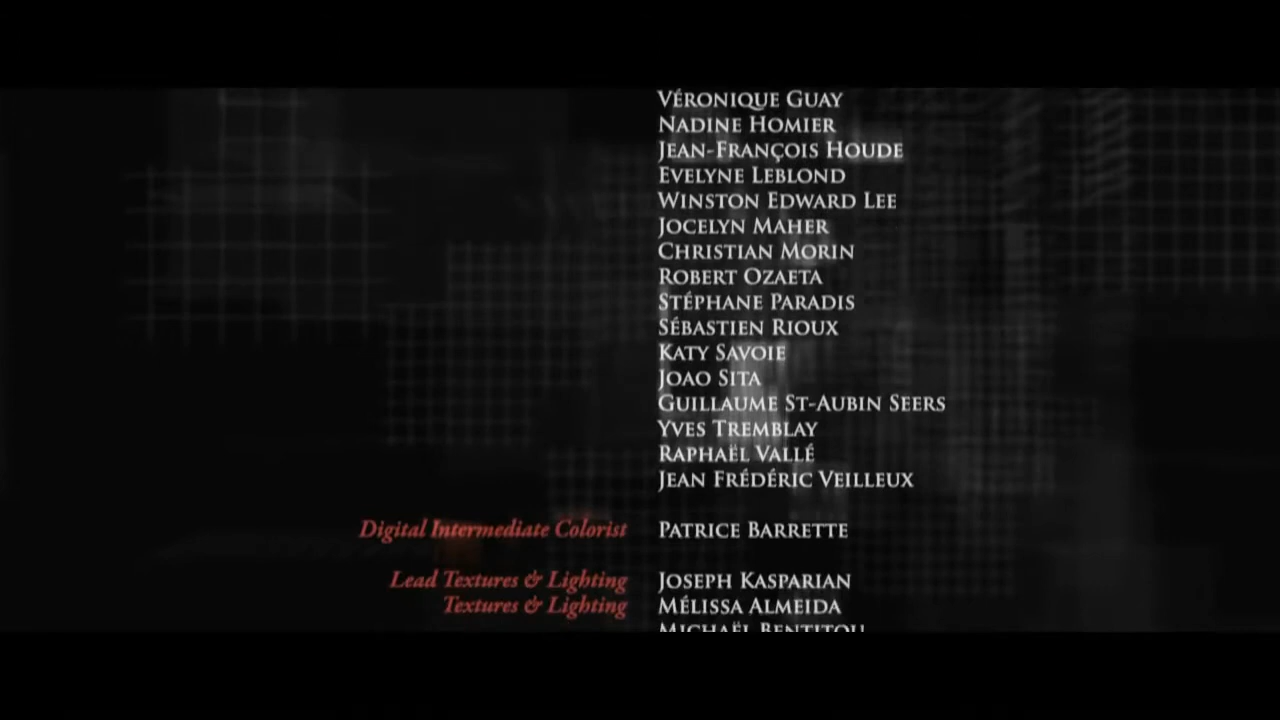 VÉRONIQUE GUAY
NADINE HOMIER
JEAN-FRANÇOIS HOUDE
EVELYNE LEBLOND
WINSTON EDWARD LEE
JOCELYN MAHER
CHRISTIAN MORIN
ROBERT OZAETA
STÉPHANE PARADIS
SÉBASTIEN RIOUX
KATY SAVOIE
JOAO SITA
GUILLAUME ST-AUBIN SEERS
YVES TREMBLAY
RAPHAËL VALLÉ
JEAN FRÉDÉRIC VEILLEUX
Digital Intermediate Colorist PATRICE BARRETTE
Lead Textures & Lighting JOSEPH KASPARIAN
Textures & Lighting MÉLISSA ALMEIDA
MICHAËL BENTITOU